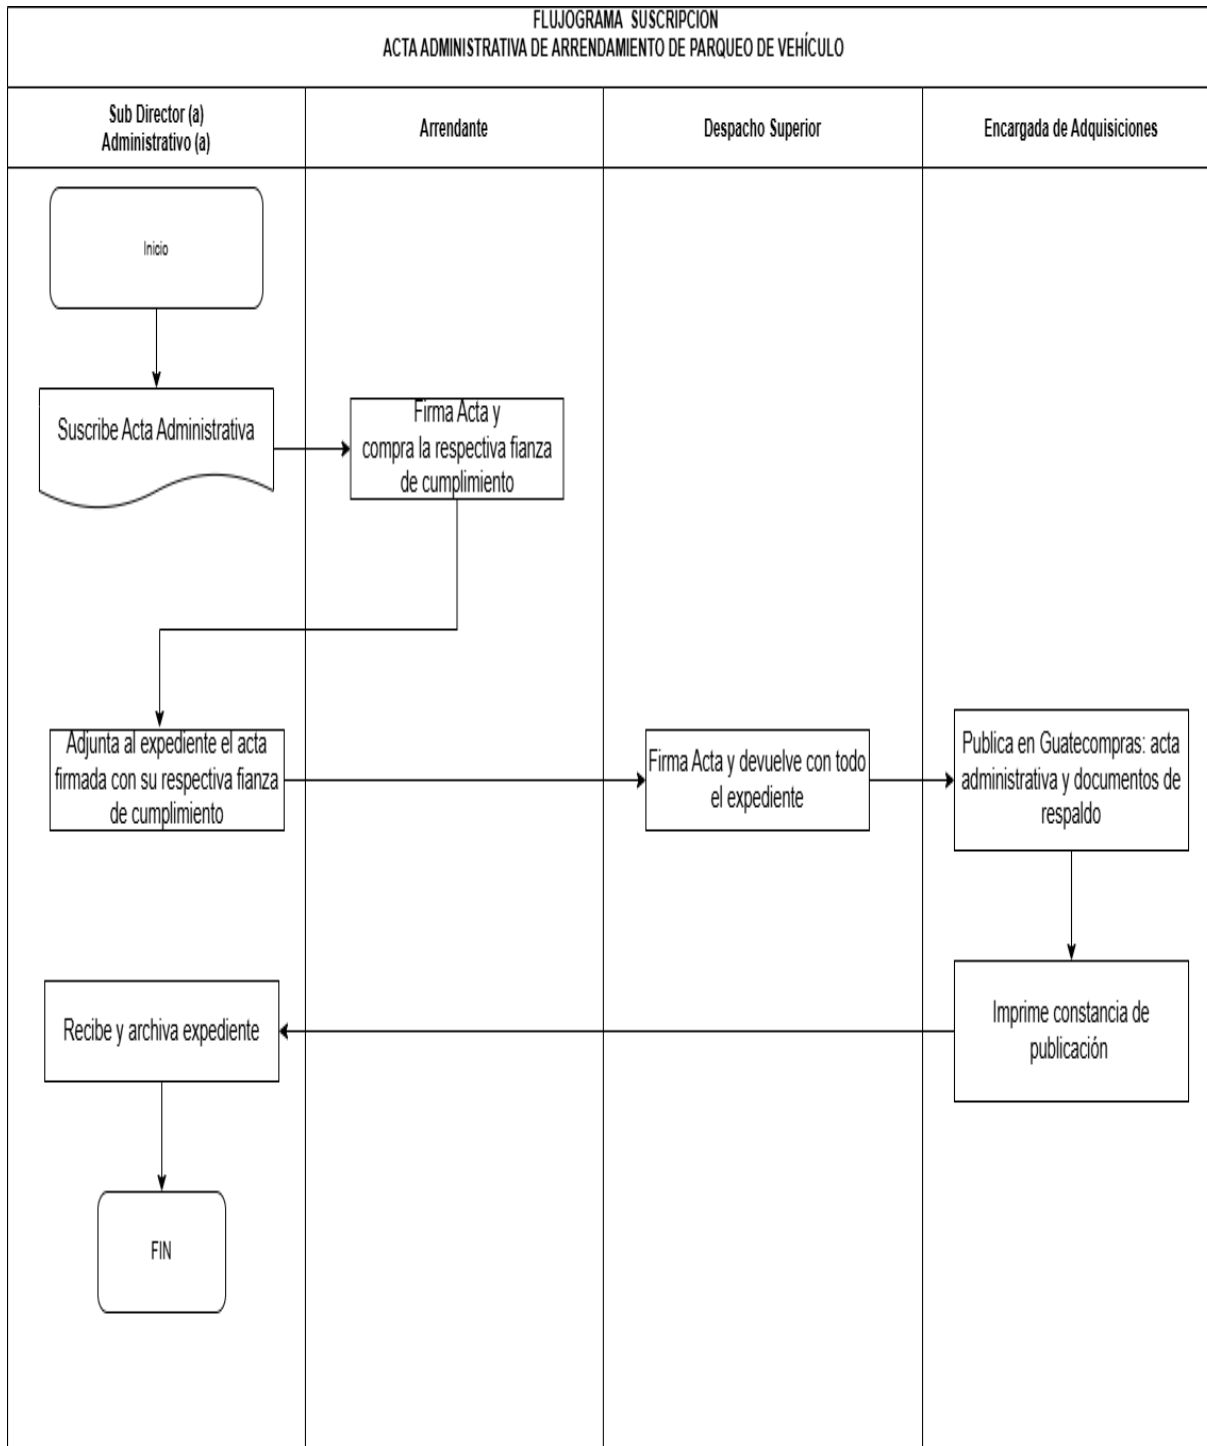 FLUJOGRAMA SUSCRIPCIÓN
ACTA ADMINISTRATIVA DE ARRENDAMIENTO DE PARQUEO DE VEHÍCULO
Sub Director (a)
Administrativo (a)
Arrendante
Despacho Superior
Encargada de Adquisiciones
Inicio
Suscribe Acta Administrativa
Firma Acta y
compra la respectiva fianza
de cumplimiento
Adjunta al expediente el acta
firmada con su respectiva fianza
de cumplimiento
Firma Acta y devuelve con todo
el expediente
Publica en Guatecompras: acta
administrativa y documentos de
respaldo
Imprime constancia de
publicación
Recibe y archiva expediente
FIN